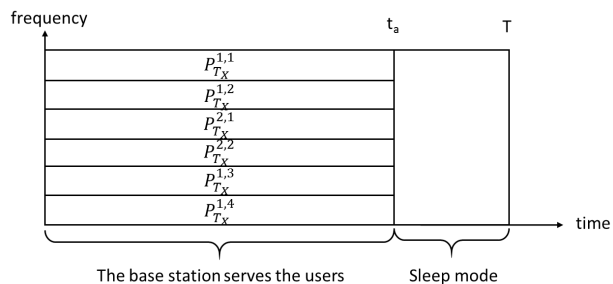 frequency
tₐ T
P_{T_X}^{1,1}
P_{T_X}^{1,2}
P_{T_X}^{2,1}
P_{T_X}^{2,2}
P_{T_X}^{1,3}
P_{T_X}^{1,4}
time
The base station serves the users Sleep mode